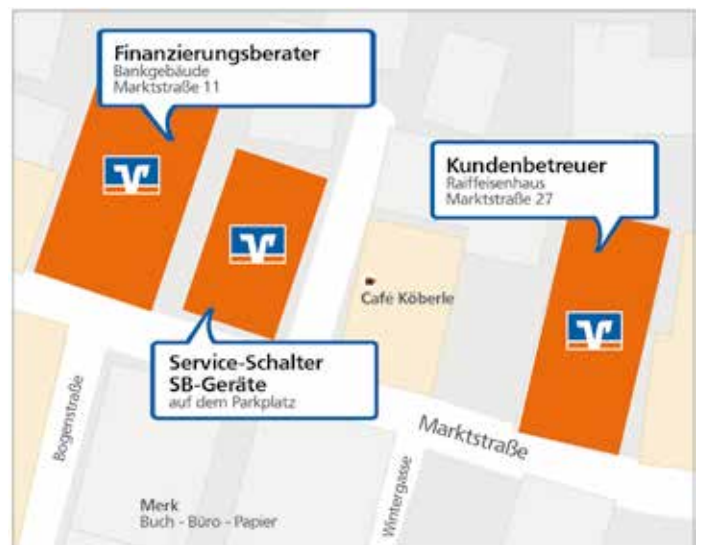 Finanzierungsberater
Bankgebäude
Marktstraße 11
Kundenbetreuer
Raiffeisenhaus
Marktstraße 27
Café Köberle
Service-Schalter
SB-Geräte
auf dem Parkplatz
Bogenstraße
Marktstraße
Wintergasse
Merk
Buch - Büro - Papier